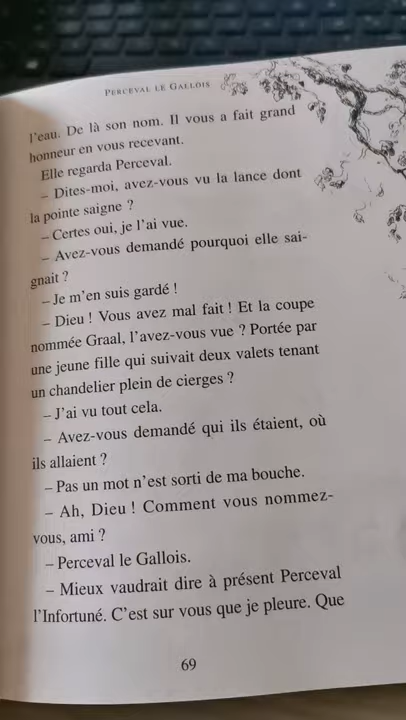 PERCEVAL LE GALLOIS
l'eau. De là son nom. Il vous a fait grand
honneur en vous recevant.
Elle regarda Perceval.
– Dites-moi, avez-vous vu la lance dont
la pointe saigne ?
– Certes oui, je l'ai vue.
– Avez-vous demandé pourquoi elle sai-
gnait ?
– Je m'en suis gardé !
– Dieu ! Vous avez mal fait ! Et la coupe
nommée Graal, l'avez-vous vue ? Portée par
une jeune fille qui suivait deux valets tenant
un chandelier plein de cierges ?
– J'ai vu tout cela.
– Avez-vous demandé qui ils étaient, où
ils allaient ?
– Pas un mot n'est sorti de ma bouche.
– Ah, Dieu ! Comment vous nommez-
vous, ami ?
– Perceval le Gallois.
– Mieux vaudrait dire à présent Perceval
l'Infortuné. C'est sur vous que je pleure. Que
69